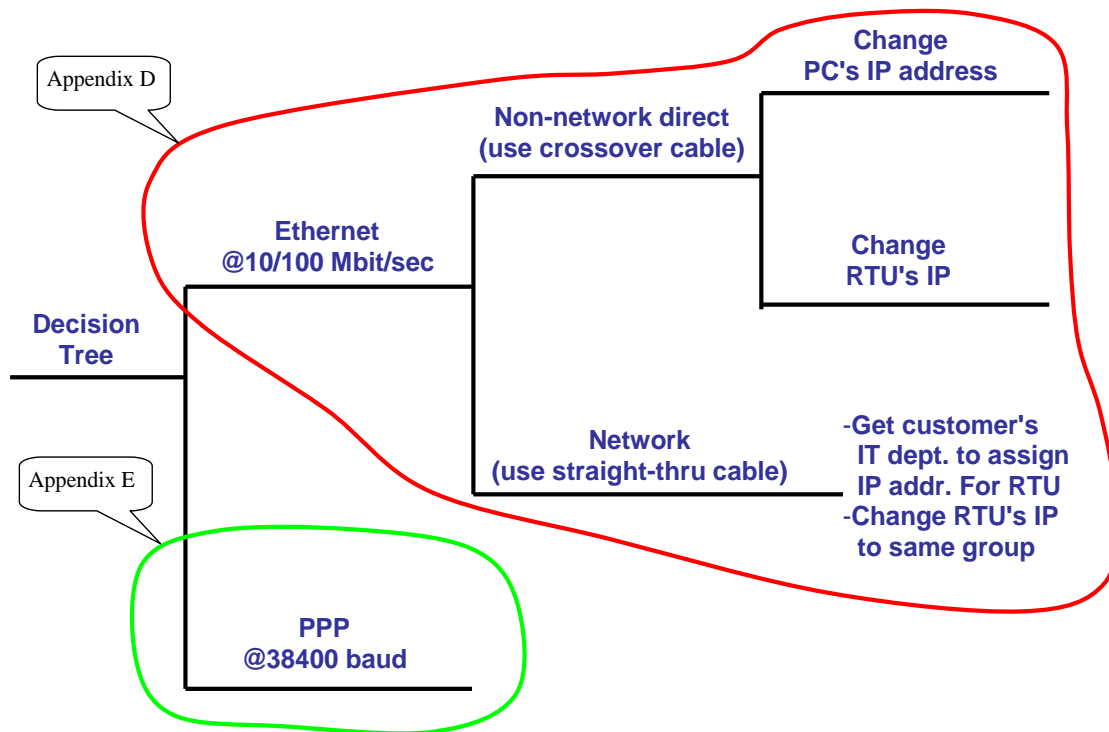 Appendix D
Change
PC's IP address
Non-network direct
(use crossover cable)
Ethernet
@10/100 Mbit/sec
Change
RTU's IP
Decision
Tree
Network
(use straight-thru cable)
-Get customer's
IT dept. to assign
IP addr. For RTU
-Change RTU's IP
to same group
Appendix E
PPP
@38400 baud